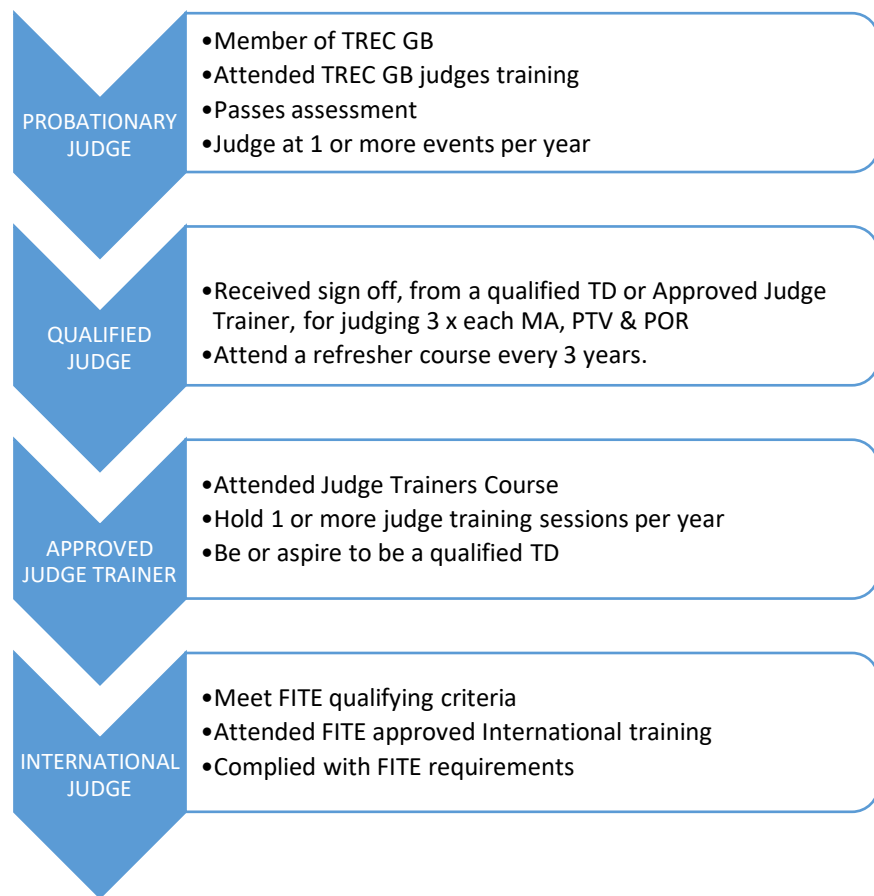 PROBATIONARY
JUDGE
•Member of TREC GB
•Attended TREC GB judges training
•Passes assessment
•Judge at 1 or more events per year
QUALIFIED
JUDGE
•Received sign off, from a qualified TD or Approved Judge
Trainer, for judging 3 x each MA, PTV & POR
•Attend a refresher course every 3 years.
APPROVED
JUDGE TRAINER
•Attended Judge Trainers Course
•Hold 1 or more judge training sessions per year
•Be or aspire to be a qualified TD
INTERNATIONAL
JUDGE
•Meet FITE qualifying criteria
•Attended FITE approved International training
•Complied with FITE requirements